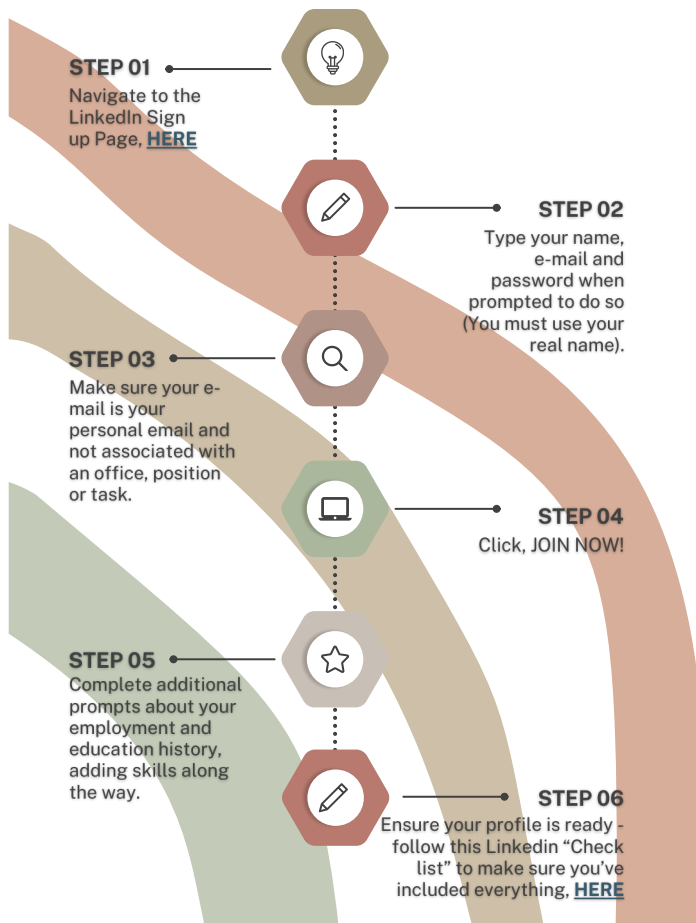 STEP 01
Navigate to the
LinkedIn Sign
up Page, HERE
STEP 02
Type your name,
e-mail and
password when
prompted to do so
(You must use your
real name).
STEP 03
Make sure your e-
mail is your
personal email and
not associated with
an office, position
or task.
STEP 04
Click, JOIN NOW!
STEP 05
Complete additional
prompts about your
employment and
education history,
adding skills along
the way.
STEP 06
Ensure your profile is ready -
follow this Linkedin “Check
list” to make sure you’ve
included everything, HERE